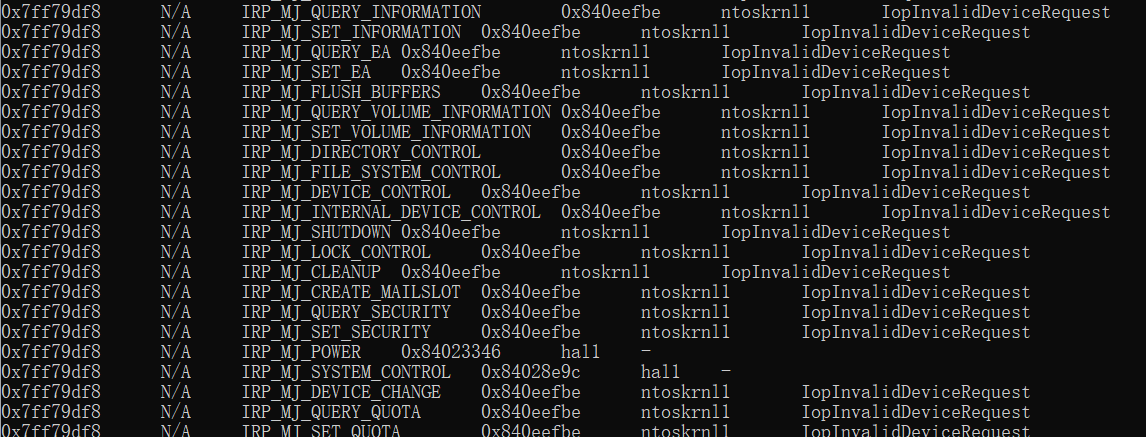 0x7ff79df8 N/A IRP_MJ_QUERY_INFORMATION 0x840eefbe ntoskrnl1 IopInvalidDeviceRequest
0x7ff79df8 N/A IRP_MJ_SET_INFORMATION 0x840eefbe ntoskrnl1 IopInvalidDeviceRequest
0x7ff79df8 N/A IRP_MJ_QUERY_EA 0x840eefbe ntoskrnl1 IopInvalidDeviceRequest
0x7ff79df8 N/A IRP_MJ_SET_EA 0x840eefbe ntoskrnl1 IopInvalidDeviceRequest
0x7ff79df8 N/A IRP_MJ_FLUSH_BUFFERS 0x840eefbe ntoskrnl1 IopInvalidDeviceRequest
0x7ff79df8 N/A IRP_MJ_QUERY_VOLUME_INFORMATION 0x840eefbe ntoskrnl1 IopInvalidDeviceRequest
0x7ff79df8 N/A IRP_MJ_SET_VOLUME_INFORMATION 0x840eefbe ntoskrnl1 IopInvalidDeviceRequest
0x7ff79df8 N/A IRP_MJ_DIRECTORY_CONTROL 0x840eefbe ntoskrnl1 IopInvalidDeviceRequest
0x7ff79df8 N/A IRP_MJ_FILE_SYSTEM_CONTROL 0x840eefbe ntoskrnl1 IopInvalidDeviceRequest
0x7ff79df8 N/A IRP_MJ_DEVICE_CONTROL 0x840eefbe ntoskrnl1 IopInvalidDeviceRequest
0x7ff79df8 N/A IRP_MJ_INTERNAL_DEVICE_CONTROL 0x840eefbe ntoskrnl1 IopInvalidDeviceRequest
0x7ff79df8 N/A IRP_MJ_SHUTDOWN 0x840eefbe ntoskrnl1 IopInvalidDeviceRequest
0x7ff79df8 N/A IRP_MJ_LOCK_CONTROL 0x840eefbe ntoskrnl1 IopInvalidDeviceRequest
0x7ff79df8 N/A IRP_MJ_CLEANUP 0x840eefbe ntoskrnl1 IopInvalidDeviceRequest
0x7ff79df8 N/A IRP_MJ_CREATE_MAILSLOT 0x840eefbe ntoskrnl1 IopInvalidDeviceRequest
0x7ff79df8 N/A IRP_MJ_QUERY_SECURITY 0x840eefbe ntoskrnl1 IopInvalidDeviceRequest
0x7ff79df8 N/A IRP_MJ_SET_SECURITY 0x840eefbe ntoskrnl1 IopInvalidDeviceRequest
0x7ff79df8 N/A IRP_MJ_POWER 0x84023346 hal1 -
0x7ff79df8 N/A IRP_MJ_SYSTEM_CONTROL 0x84028e9c hal1 -
0x7ff79df8 N/A IRP_MJ_DEVICE_CHANGE 0x840eefbe ntoskrnl1 IopInvalidDeviceRequest
0x7ff79df8 N/A IRP_MJ_QUERY_QUOTA 0x840eefbe ntoskrnl1 IopInvalidDeviceRequest
0x7ff79df8 N/A IRP_MJ_SET_QUOTA 0x840eefbe ntoskrnl1 IopInvalidDeviceRequest